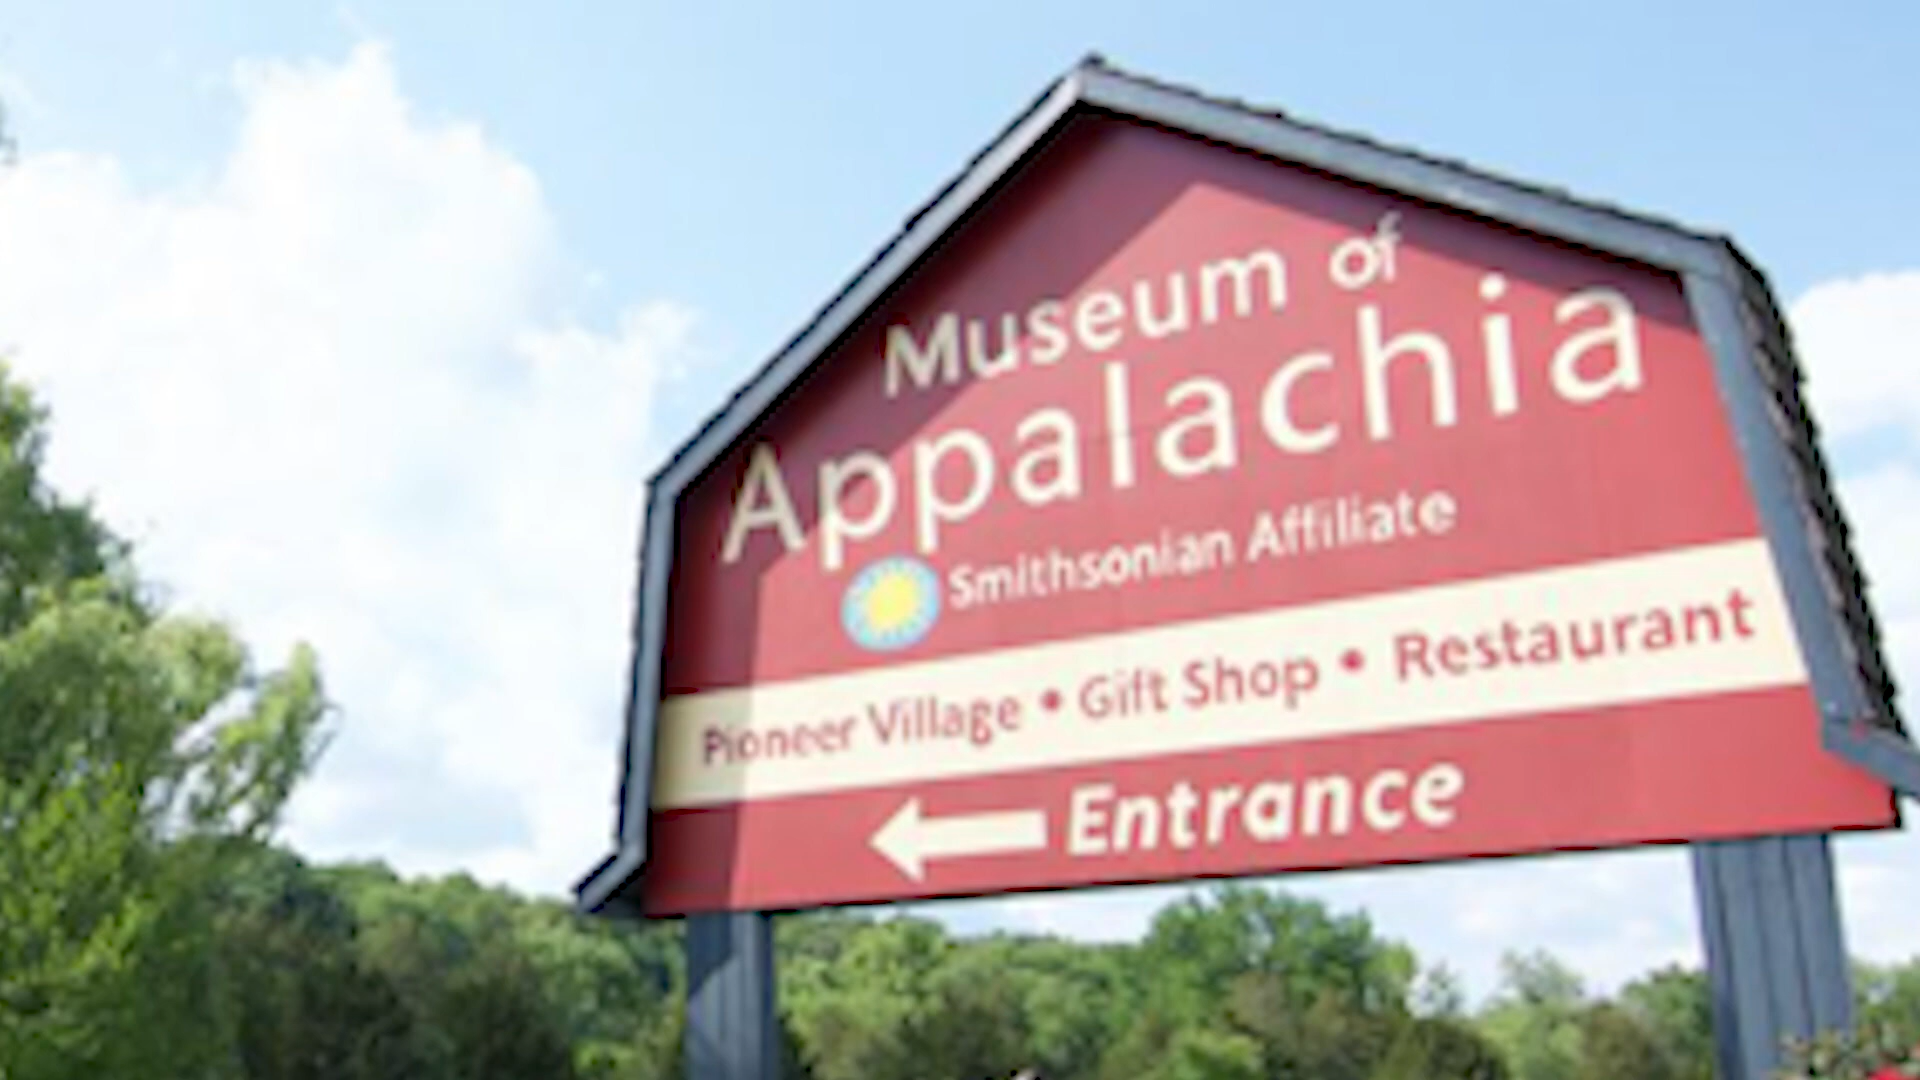 Museum of
Appalachia
Smithsonian Affiliate
Pioneer Village • Gift Shop • Restaurant
Entrance